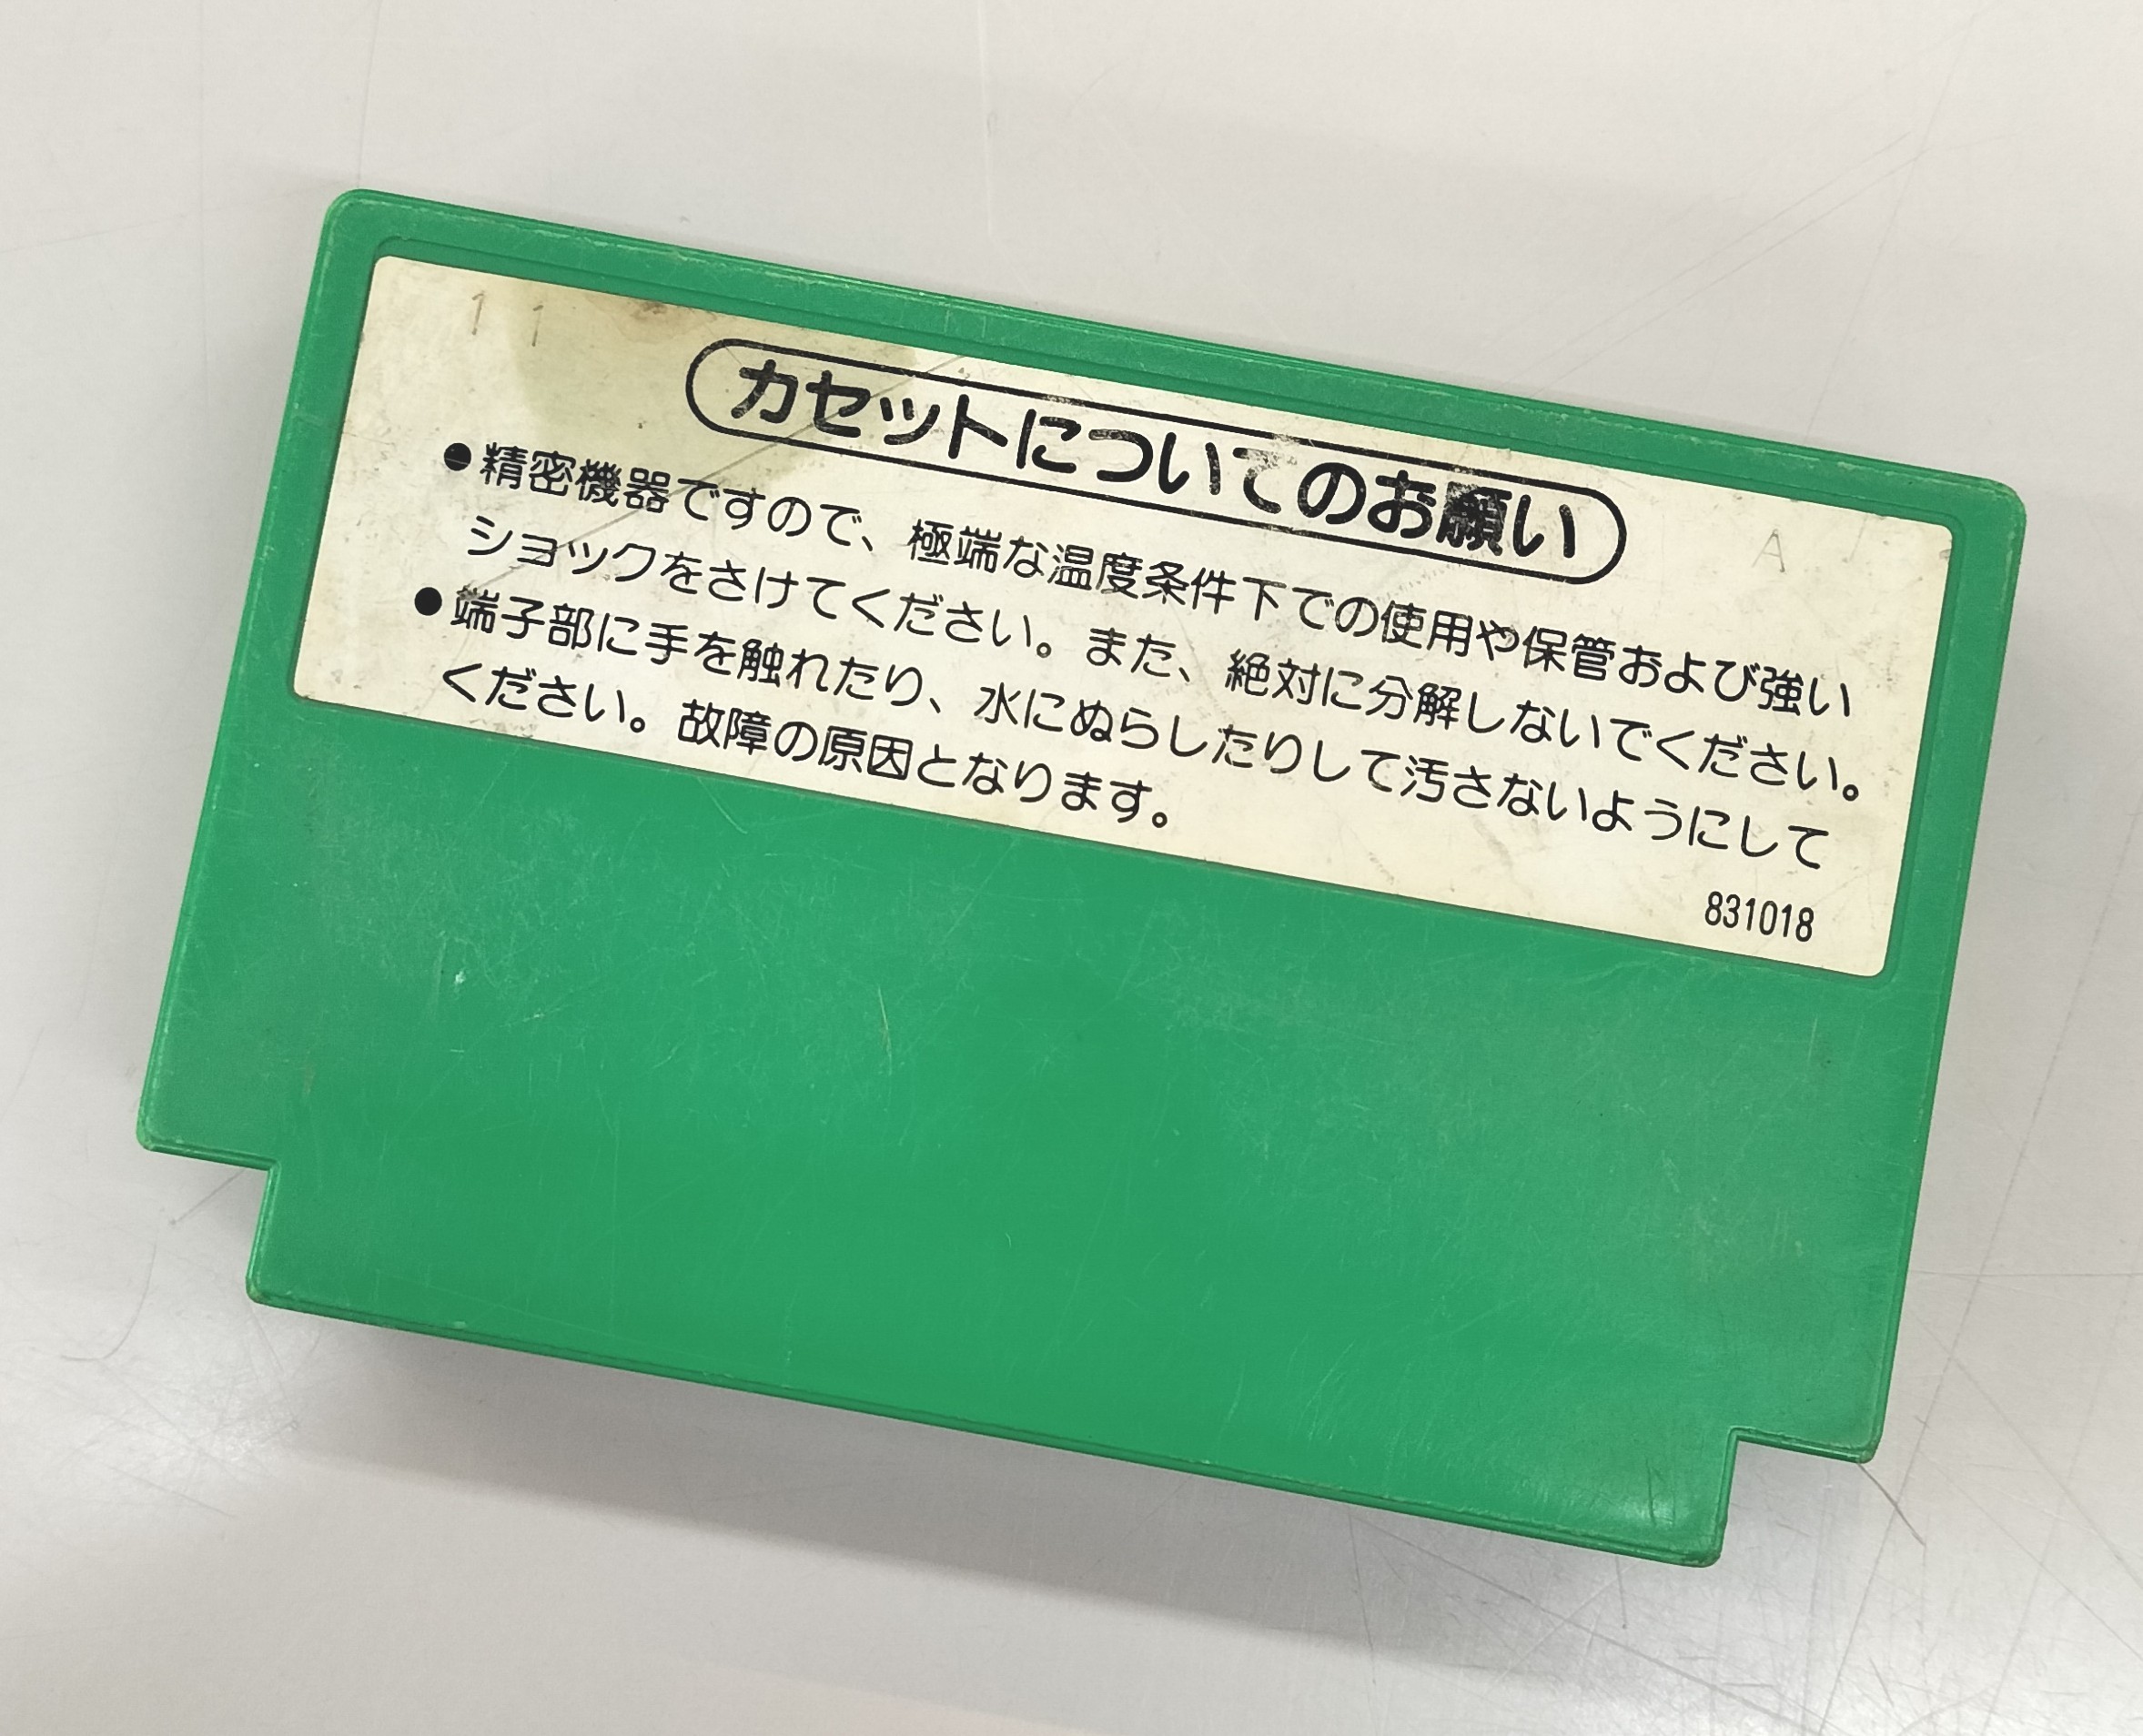 11
カセットについてのお願い
A
●精密機器ですので、極端な温度条件下での使用や保管および強い
ショックをさけてください。また、絶対に分解しないでください。
●端子部に手を触れたり、水にぬらしたりして汚さないようにして
ください。故障の原因となります。
831018